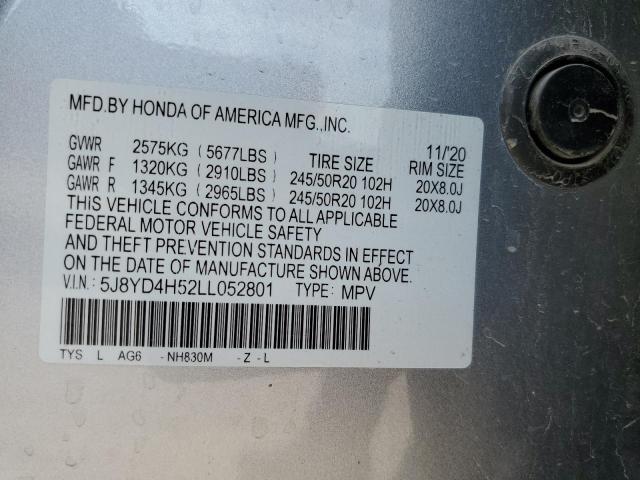 MFD.BY HONDA OF AMERICA MFG.,INC.
11/'20
GVWR 2575KG (5677LBS) TIRE SIZE RIM SIZE
GAWR F 1320KG (2910LBS) 245/50R20 102H 20X8.0J
GAWR R 1345KG (2965LBS) 245/50R20 102H 20X8.0J
THIS VEHICLE CONFORMS TO ALL APPLICABLE
FEDERAL MOTOR VEHICLE SAFETY
AND THEFT PREVENTION STANDARDS IN EFFECT
ON THE DATE OF MANUFACTURE SHOWN ABOVE.
V.I.N.: 5J8YD4H52LL052801 TYPE: MPV
TYS L AG6 -NH830M -Z-L